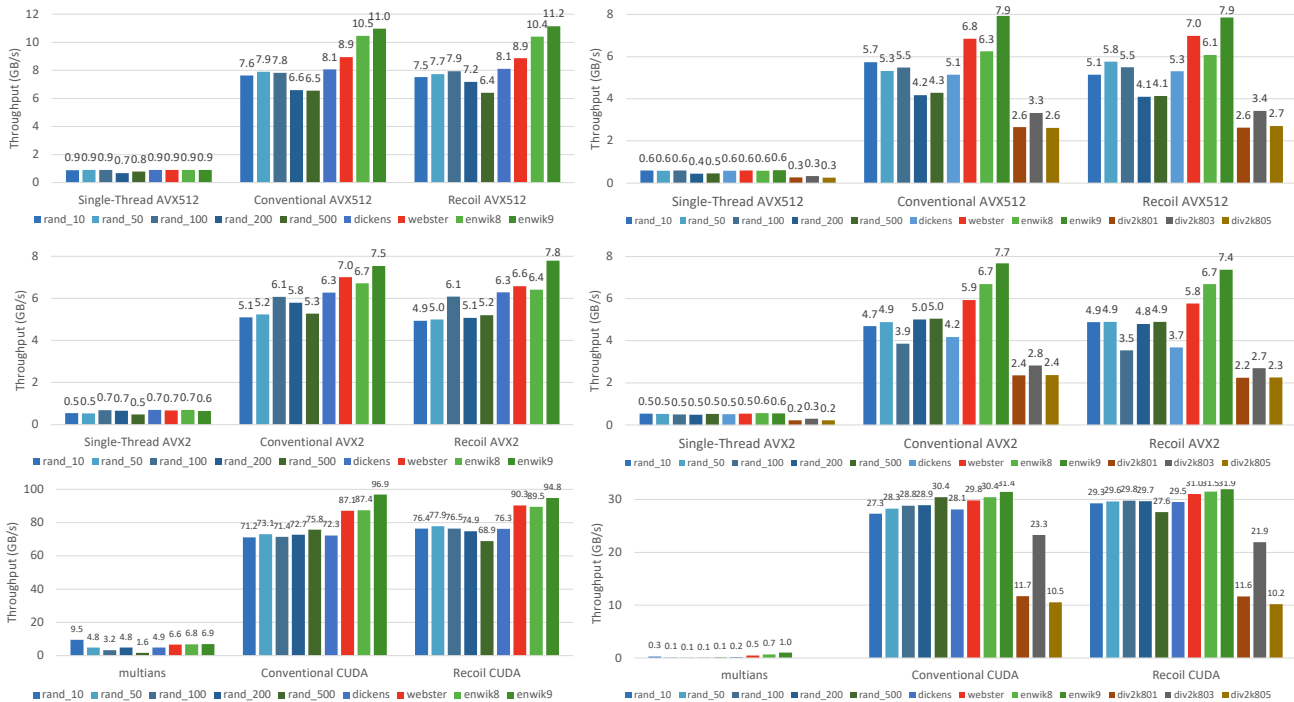 Throughput (GB/s)
12
10
8
6
4
2
0
0.9 0.9 0.9 0.7 0.8 0.9 0.9 0.9 0.9
7.6 7.9 7.8 6.6 6.5 8.1 8.9 10.5 11.0
7.5 7.7 7.9 7.2 6.4 8.1 8.9 10.4 11.2
Single-Thread AVX512 Conventional AVX512 Recoil AVX512
rand_10 rand_50 rand_100 rand_200 rand_500 dickens webster enwik8 enwik9
Throughput (GB/s)
8
6
4
2
0
0.6 0.6 0.6 0.4 0.5 0.6 0.6 0.6 0.6 0.3 0.3 0.3
5.7 5.3 5.5 4.2 4.3 5.1 6.8 6.3 7.9 2.6 3.3 2.6
5.1 5.8 5.5 4.1 4.1 5.3 7.0 6.1 7.9 2.6 3.4 2.7
Single-Thread AVX512 Conventional AVX512 Recoil AVX512
rand_10 rand_50 rand_100 rand_200 rand_500 dickens webster enwik8 enwik9 div2k801 div2k803 div2k805
Throughput (GB/s)
8
6
4
2
0
0.5 0.5 0.7 0.7 0.5 0.7 0.7 0.7 0.6
5.1 5.2 6.1 5.8 5.3 6.3 7.0 6.7 7.5
4.9 5.0 6.1 5.1 5.2 6.3 6.6 6.4 7.8
Single-Thread AVX2 Conventional AVX2 Recoil AVX2
rand_10 rand_50 rand_100 rand_200 rand_500 dickens webster enwik8 enwik9
Throughput (GB/s)
8
6
4
2
0
0.5 0.5 0.5 0.5 0.5 0.5 0.5 0.6 0.6 0.2 0.3 0.2
4.7 4.9 3.9 5.0 5.0 4.2 5.9 6.7 7.7 2.4 2.8 2.4
4.9 4.9 3.5 4.8 4.9 3.7 5.8 6.7 7.4 2.2 2.7 2.3
Single-Thread AVX2 Conventional AVX2 Recoil AVX2
rand_10 rand_50 rand_100 rand_200 rand_500 dickens webster enwik8 enwik9 div2k801 div2k803 div2k805
Throughput (GB/s)
100
80
60
40
20
0
9.5 4.8 3.2 4.8 1.6 4.9 6.6 6.8 6.9
71.2 73.1 71.4 72.7 75.8 72.3 87.1 87.4 96.9
76.4 77.9 76.5 74.9 68.9 76.3 90.3 89.5 94.8
multians Conventional CUDA Recoil CUDA
rand_10 rand_50 rand_100 rand_200 rand_500 dickens webster enwik8 enwik9
Throughput (GB/s)
30
20
10
0
0.3 0.1 0.1 0.1 0.1 0.2 0.5 0.7 1.0
27.3 28.3 28.8 28.9 30.4 28.1 29.8 30.4 31.4 11.7 23.3 10.5
29.3 29.6 29.8 29.7 27.6 29.5 31.0 31.5 31.9 11.6 21.9 10.2
multians Conventional CUDA Recoil CUDA
rand_10 rand_50 rand_100 rand_200 rand_500 dickens webster enwik8 enwik9 div2k801 div2k803 div2k805